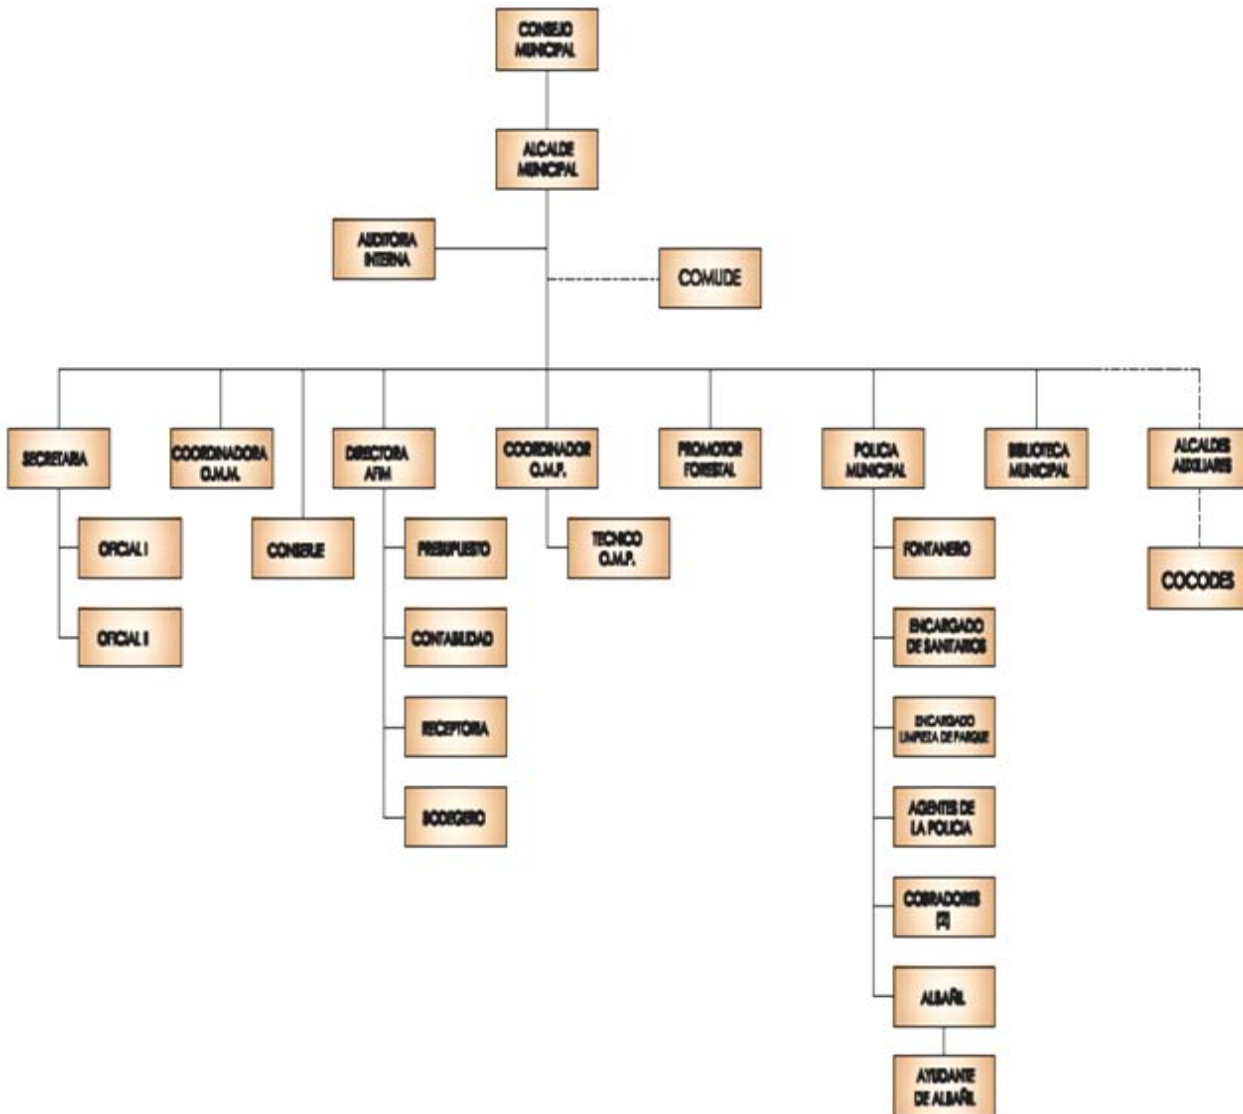 CONSEJO
MUNICIPAL
ALCALDE
MUNICIPAL
AUDITORIA
INTERNA
COMUDE
SECRETARIA
COORDINADORA
O.M.M.
DIRECTORA
AFIM
COORDINADOR
O.M.P.
PROMOTOR
FORESTAL
POLICIA
MUNICIPAL
BIBLIOTECA
MUNICIPAL
ALCALDES
AUXILIARES
OFICIAL I
CONSERJE
PRESUPUESTO
TECNICO
O.M.P.
FONTANERO
COCODES
OFICIAL II
CONTABILIDAD
ENCARGADO
DE SANITARIOS
RECEPTORIA
ENCARGADO
LIMPIEZA DE PARQUE
BODEGERO
AGENTES DE
LA POLICIA
COBRADORES
(2)
ALBAÑIL
AYUDANTE
DE ALBAÑIL